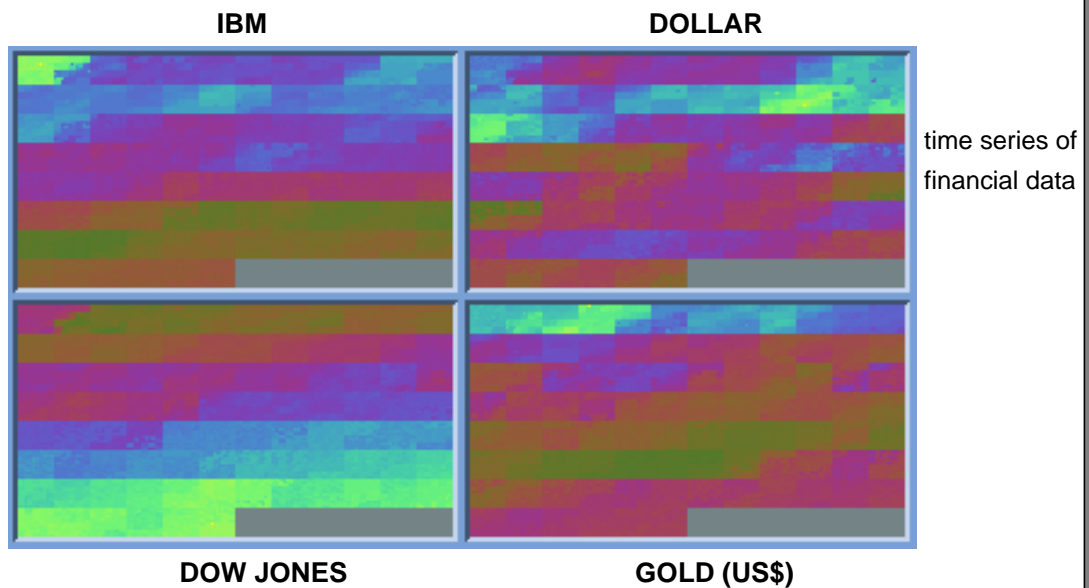 IBM
DOLLAR
time series of
financial data
DOW JONES
GOLD (US$)